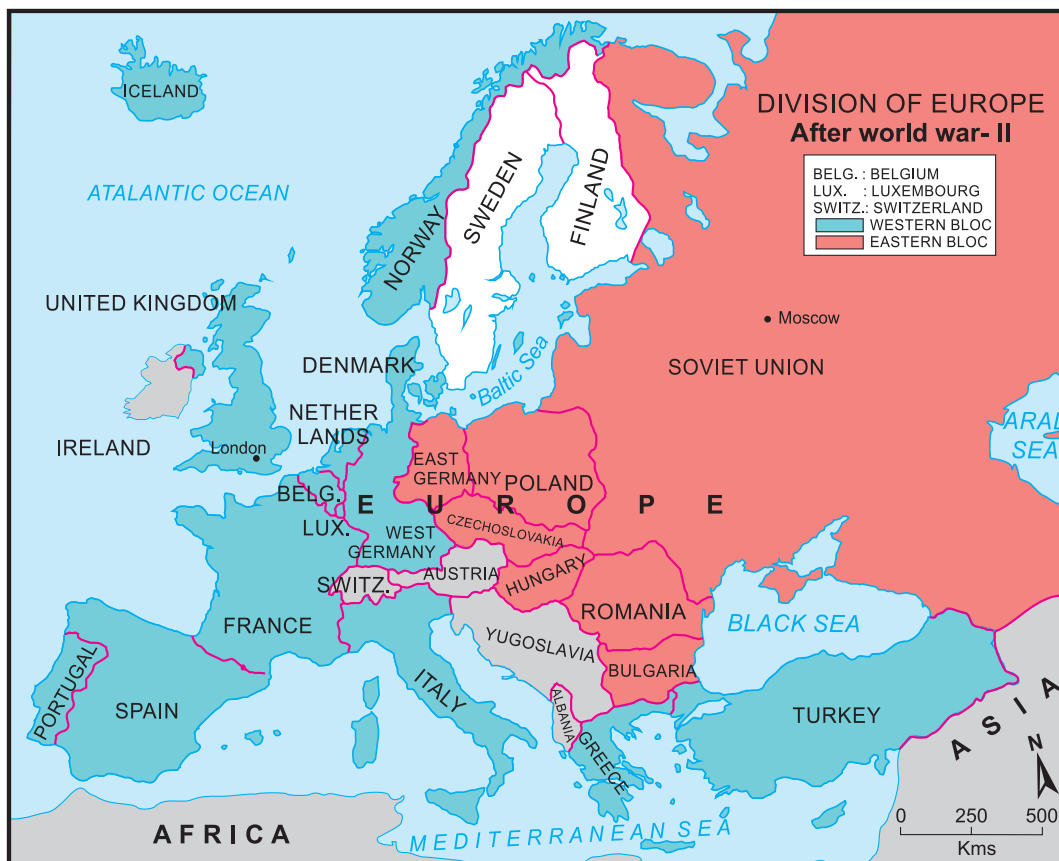 DIVISION OF EUROPE
After world war- II
BELG. : BELGIUM
LUX. : LUXEMBOURG
SWITZ.: SWITZERLAND
WESTERN BLOC
EASTERN BLOC
ICELAND
ATALANTIC OCEAN
NORWAY
SWEDEN
FINLAND
UNITED KINGDOM
Moscow
SOVIET UNION
DENMARK
Baltic Sea
NETHER
LANDS
IRELAND
London
ARAL
SEA
EAST
GERMANY
POLAND
BELG.
EUROPE
LUX.
WEST
GERMANY
CZECHOSLOVAKIA
SWITZ.
AUSTRIA
HUNGARY
ROMANIA
FRANCE
YUGOSLAVIA
BLACK SEA
BULGARIA
PORTUGAL
SPAIN
ITALY
ALBANIA
GREECE
TURKEY
ASIA
N
AFRICA
MEDITERRANEAN SEA
0 250 500
Kms